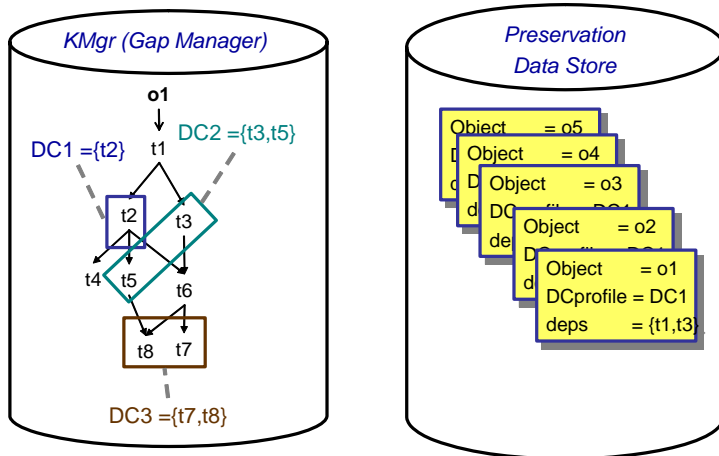 KMgr (Gap Manager)
o1
DC2 ={t3,t5}
DC1 ={t2}
t1
t2
t3
t4
t5
t6
t8
t7
DC3 ={t7,t8}
Preservation
Data Store
Object = o5
Object = o4
Object = o3
Object = o2
Object = o1
DCprofile = DC1
deps = {t1,t3}